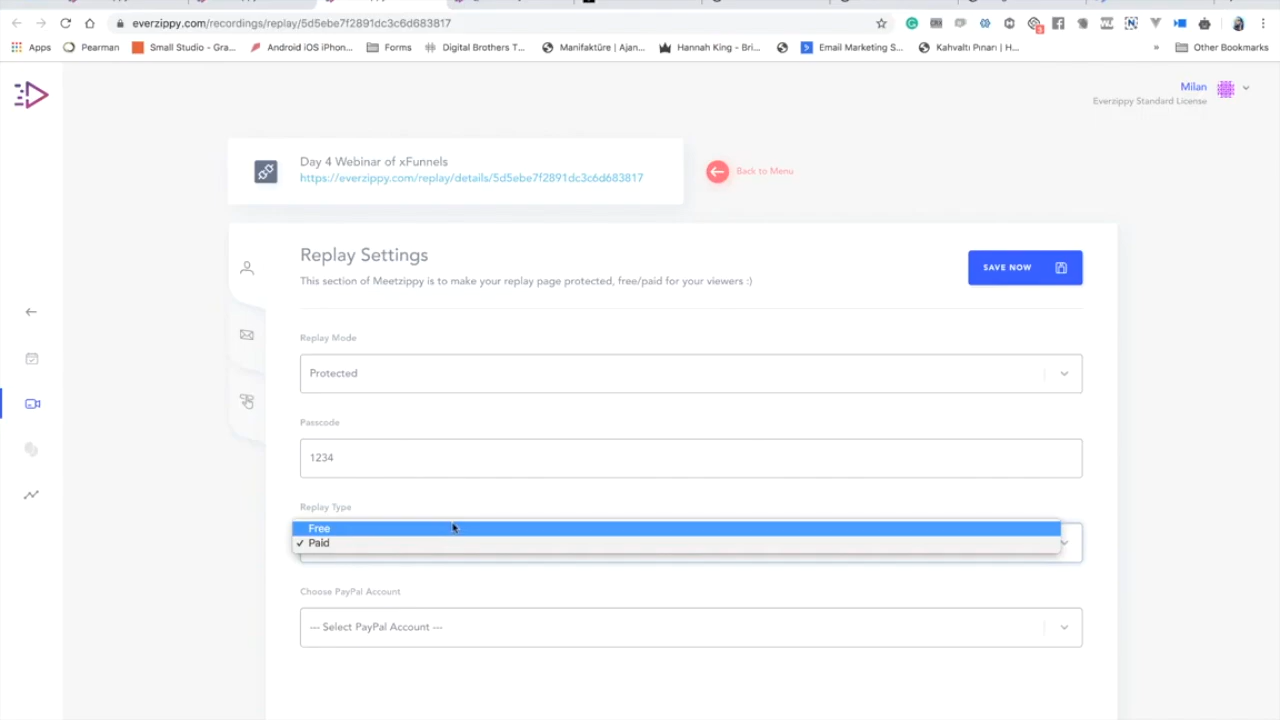 everzippy.com/recordings/replay/5d5ebe7f2891dc3c6d683817
3
Apps
Pearman
Small Studio - Gra...
Android iOS iPhon...
Forms
Digital Brothers T...
Manifaktüre | Ajan...
Hannah King - Bri...
Email Marketing S...
Kahvaltı Pınarı | H...
»
Other Bookmarks
Milan
Everzippy Standard License
Day 4 Webinar of xFunnels
https://everzippy.com/replay/details/5d5ebe7f2891dc3c6d683817
Back to Menu
Replay Settings
This section of Meetzippy is to make your replay page protected, free/paid for your viewers :)
SAVE NOW
Replay Mode
Protected
Passcode
1234
Replay Type
Free
✓ Paid
Choose PayPal Account
--- Select PayPal Account ---